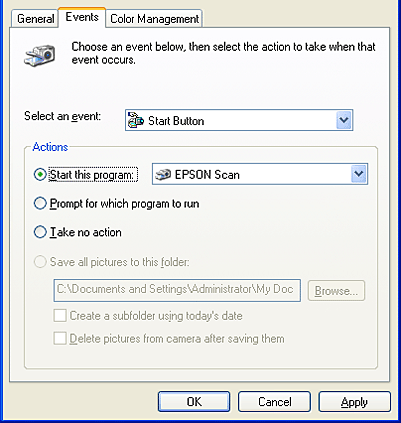 General Events Color Management
Choose an event below, then select the action to take when that
event occurs.
Select an event: Start Button
Actions
Start this program: EPSON Scan
Prompt for which program to run
Take no action
Save all pictures to this folder:
C:\Documents and Settings\Administrator\My Doc Browse...
Create a subfolder using today's date
Delete pictures from camera after saving them
OK Cancel Apply